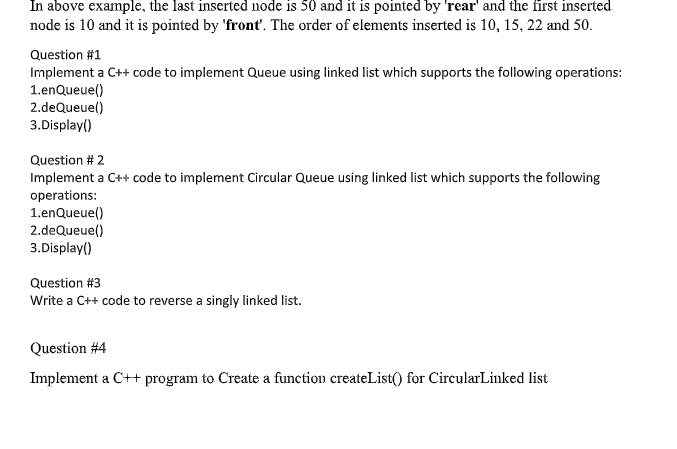 In above example, the last inserted node is 50 and it is pointed by 'rear' and the first inserted
node is 10 and it is pointed by 'front'. The order of elements inserted is 10, 15, 22 and 50.
Question #1
Implement a C++ code to implement Queue using linked list which supports the following operations:
1.enQueue()
2.deQueue()
3.Display()
Question # 2
Implement a C++ code to implement Circular Queue using linked list which supports the following
operations:
1.enQueue()
2.deQueue()
3.Display()
Question #3
Write a C++ code to reverse a singly linked list.
Question #4
Implement a C++ program to Create a function createList() for CircularLinked list